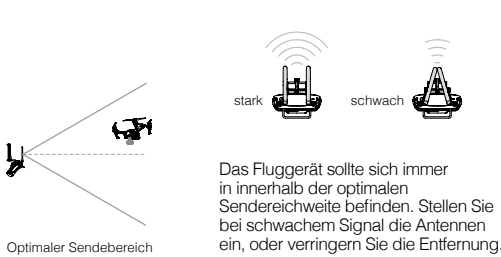 stark
schwach
Das Fluggerät sollte sich immer
in innerhalb der optimalen
Sendereichweite befinden. Stellen Sie
bei schwachem Signal die Antennen
ein, oder verringern Sie die Entfernung.
Optimaler Sendebereich